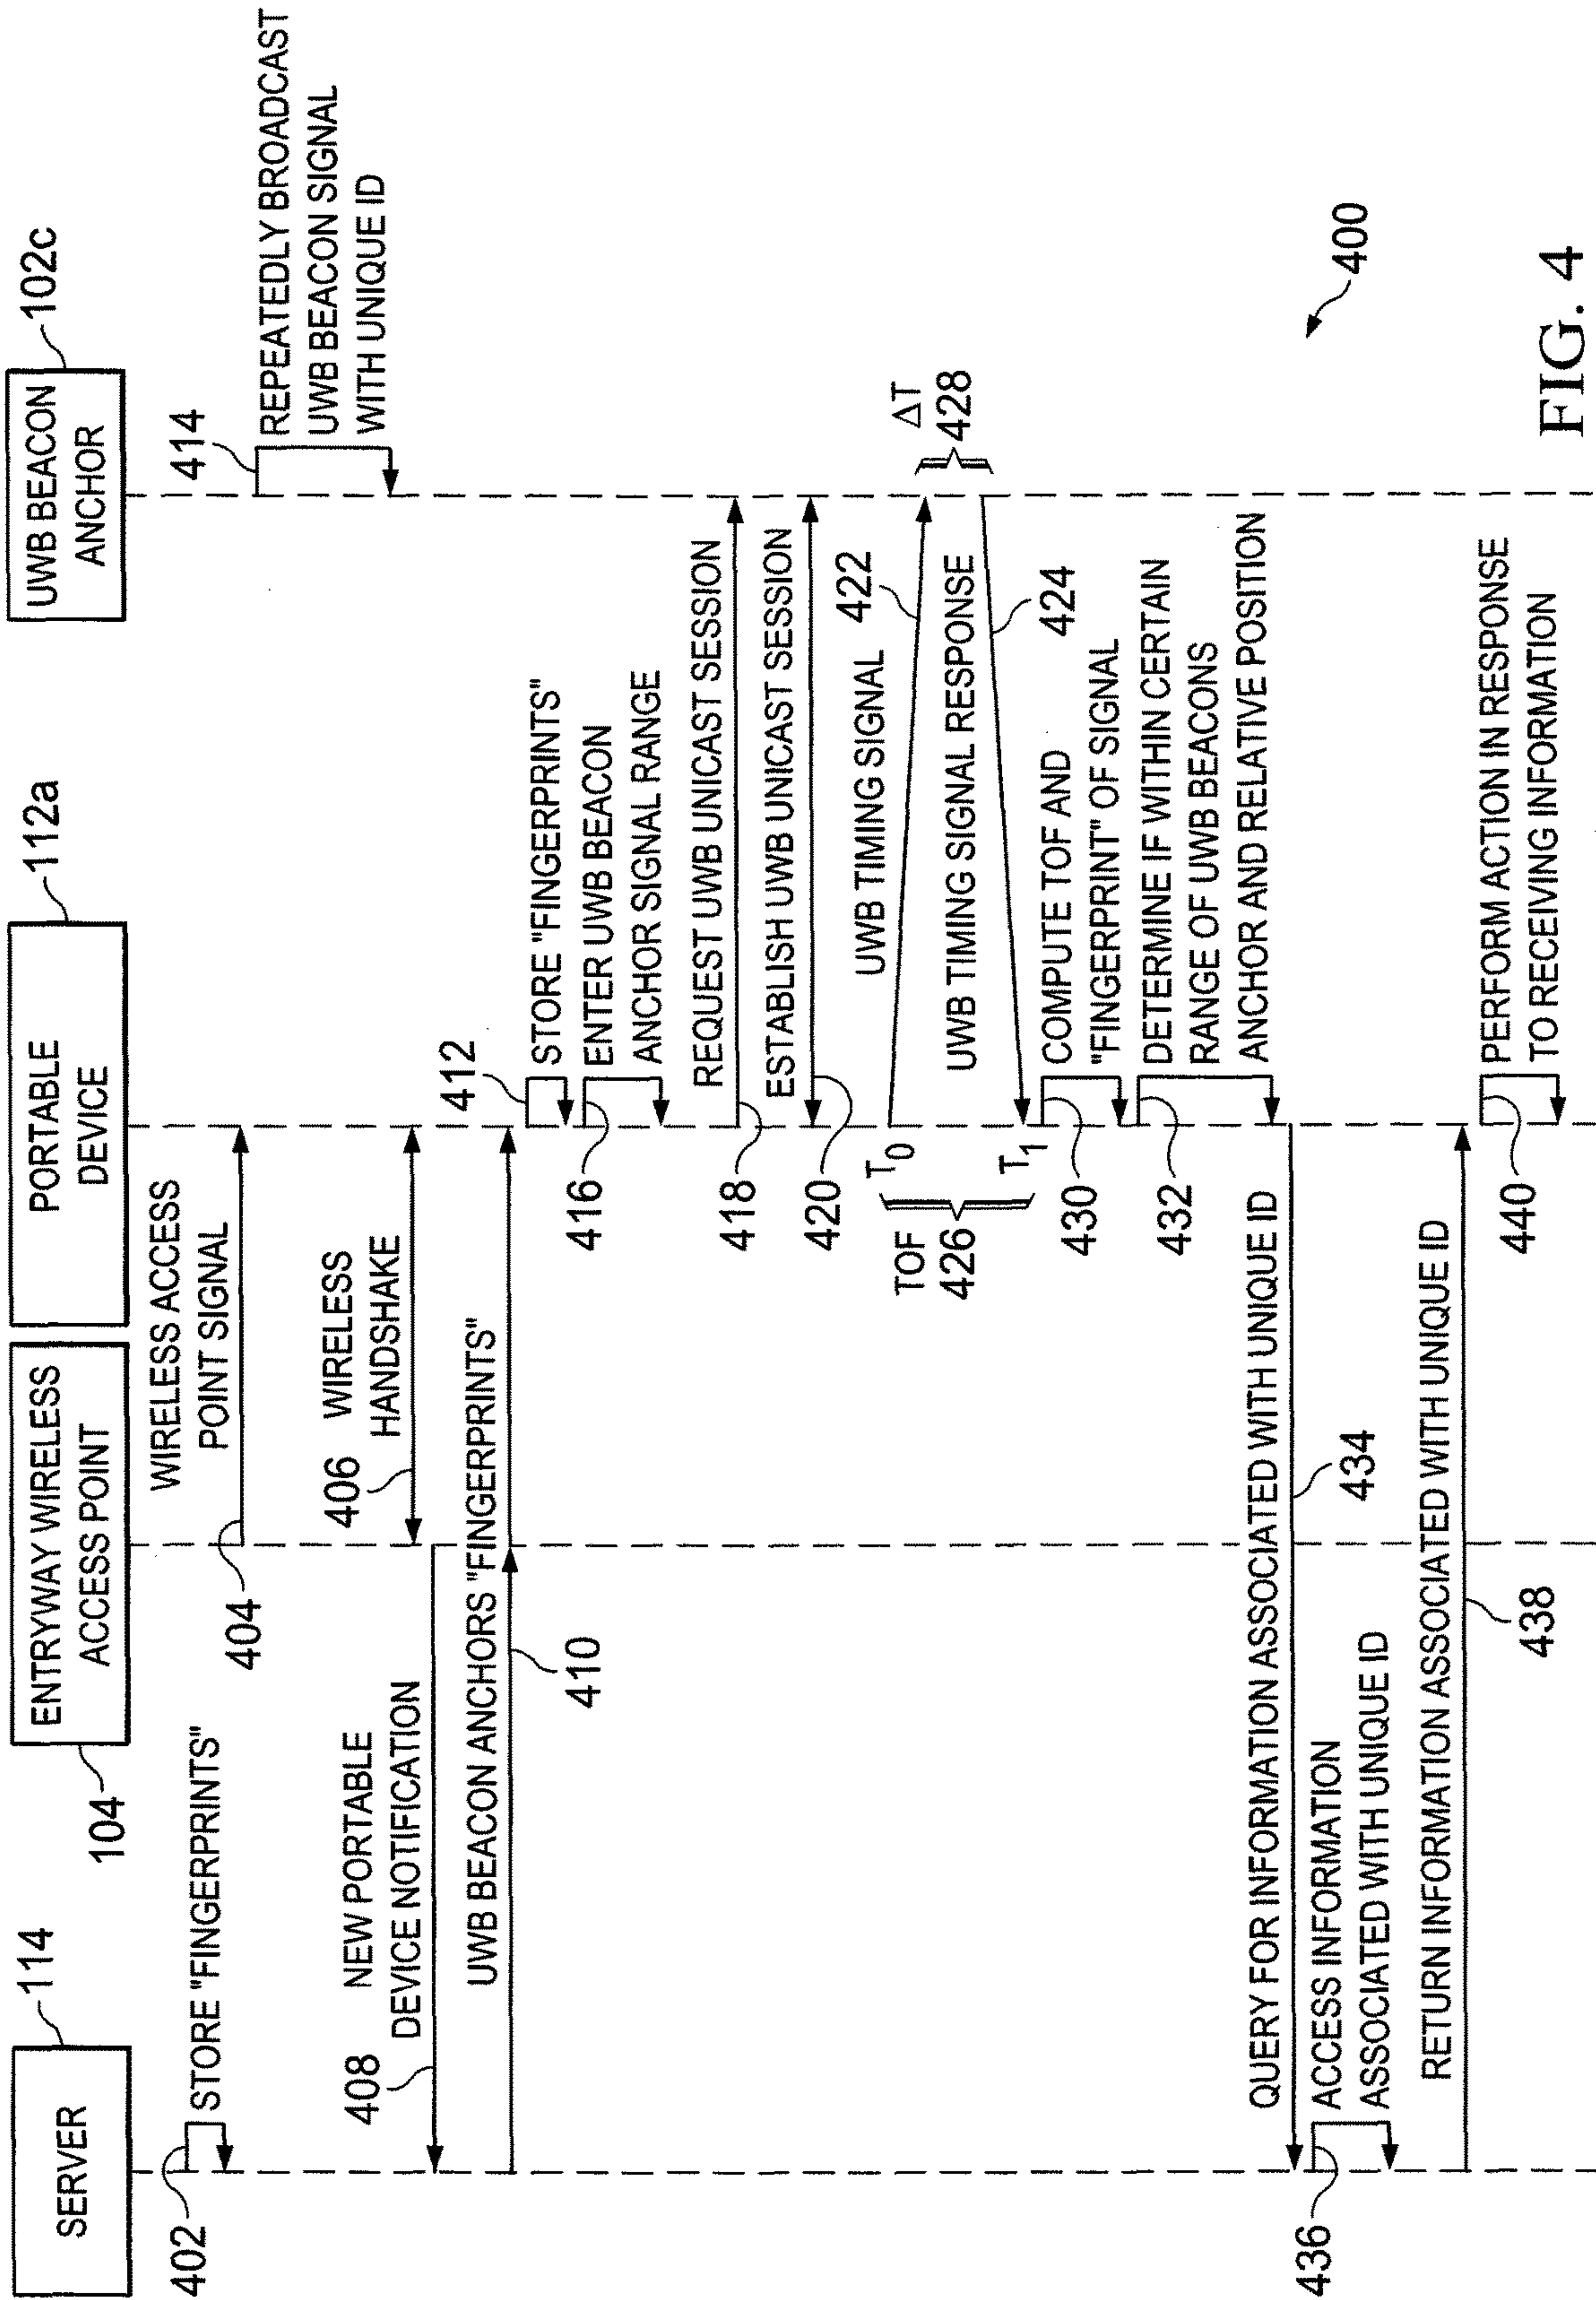 SERVER
114
ENTRYWAY WIRELESS
ACCESS POINT
104
PORTABLE
DEVICE
112a
UWB BEACON
ANCHOR
102c
402
STORE "FINGERPRINTS"
WIRELESS ACCESS
POINT SIGNAL
404
414
REPEATEDLY BROADCAST
UWB BEACON SIGNAL
WITH UNIQUE ID
406
WIRELESS
HANDSHAKE
408
NEW PORTABLE
DEVICE NOTIFICATION
UWB BEACON ANCHORS "FINGERPRINTS"
410
412
STORE "FINGERPRINTS"
416
ENTER UWB BEACON
ANCHOR SIGNAL RANGE
REQUEST UWB UNICAST SESSION
418
ESTABLISH UWB UNICAST SESSION
420
UWB TIMING SIGNAL
422
T0
TOF
426
T1
ΔT
428
UWB TIMING SIGNAL RESPONSE
424
430
COMPUTE TOF AND
"FINGERPRINT" OF SIGNAL
432
DETERMINE IF WITHIN CERTAIN
RANGE OF UWB BEACONS
ANCHOR AND RELATIVE POSITION
QUERY FOR INFORMATION ASSOCIATED WITH UNIQUE ID
434
436
ACCESS INFORMATION
ASSOCIATED WITH UNIQUE ID
RETURN INFORMATION ASSOCIATED WITH UNIQUE ID
438
440
PERFORM ACTION IN RESPONSE
TO RECEIVING INFORMATION
400
FIG. 4